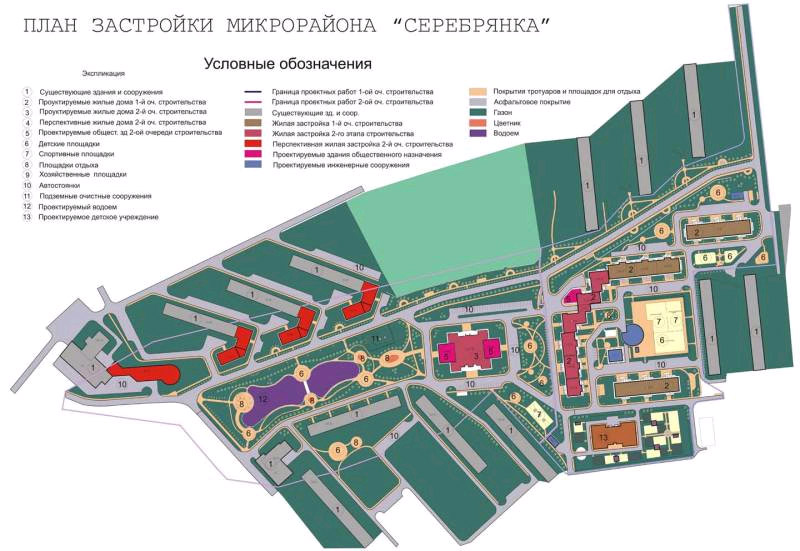 ПЛАН ЗАСТРОЙКИ МИКРОРАЙОНА “СЕРЕБРЯНКА”
Условные обозначения
Экспликация
1 Существующие здания и сооружения
2 Проуктируемые жилые дома 1-й оч. строительства
3 Проуктируемые жилые дома 2-й оч. строительства
4 Перспективные жилые дома 2-й оч. строительства
5 Проектируемые общест. зд 2-ой очереди строительства
6 Детские площадки
7 Спортивные площадки
8 Площадки отдыха
9 Хозяйственные площадки
10 Автостоянки
11 Подземные очистные сооружения
12 Проектируемый водоем
13 Проектируемое детское учреждение
Граница проектных работ 1-ой оч. строительства
Граница проектных работ 2-ой оч. строительства
Существующие зд. и соор.
Жилая застройка 1-й оч. строительства
Жилая застройка 2-го этапа строительства
Перспективная жилая застройка 2-й оч. строительства
Проектируемые здания общественного назначения
Проектируемые инженерные сооружения
Покрытия тротуаров и площадок для отдыха
Асфальтовое покрытие
Газон
Цветник
Водоем
1
1
1
6
2
6 6 6
10
1
10
2
1
1
10
7 7
6
1 1
6
2
11
8 8
6
6
5 3 5
6
10
1
10
6
8
12
8
6
2
10
1
6
1
13
6
10
6 8
1
1
1